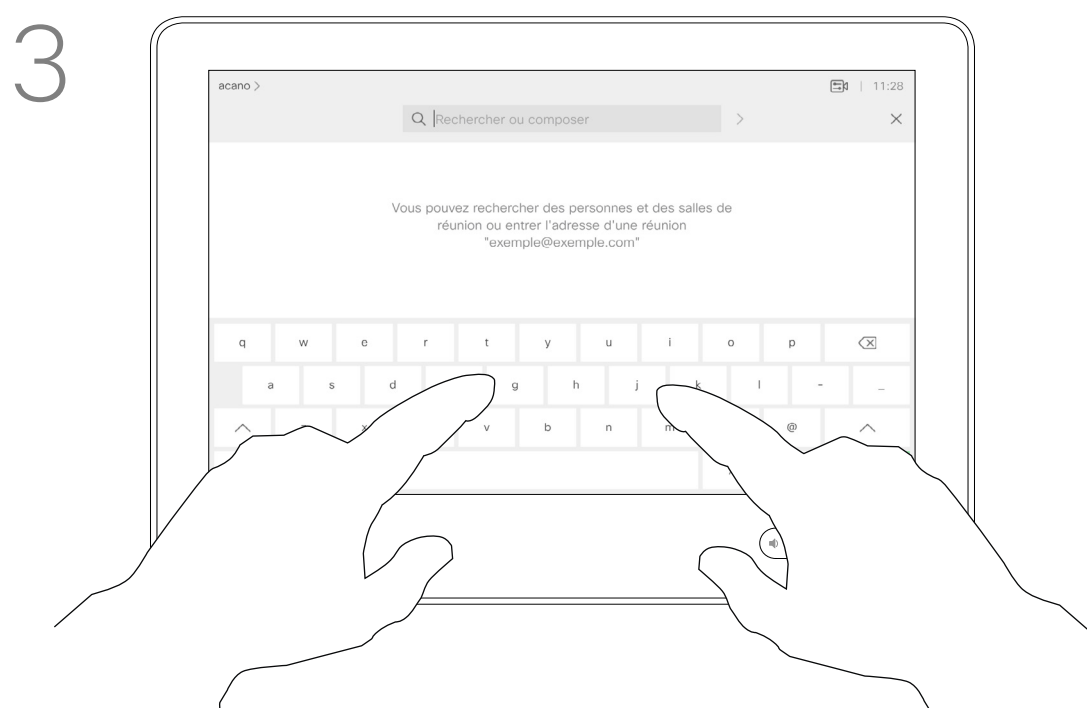 3
acano >
11:28
Rechercher ou composer
Vous pouvez rechercher des personnes et des salles de
réunion ou entrer l'adresse d'une réunion
"exemple@exemple.com"
q w e r t y u i o p
a s d g h j k l - _
v b n m @